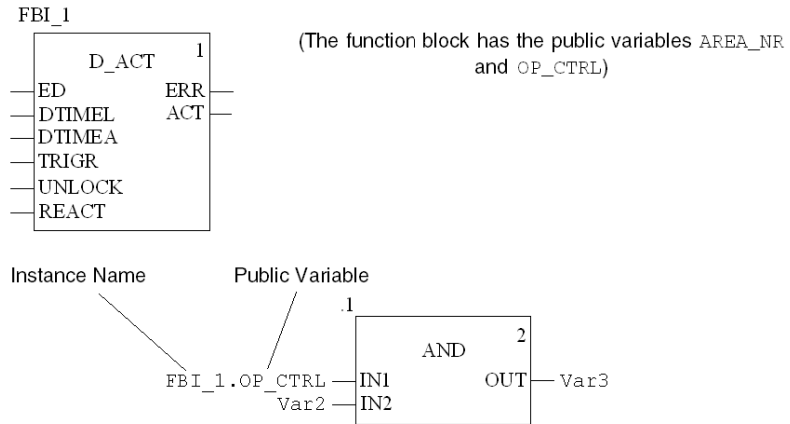 FBI_1
D_ACT 1
(The function block has the public variables AREA_NR
and OP_CTRL)
ED ERR
DTIMEL ACT
DTIMEA
TRIGR
UNLOCK
REACT
Instance Name Public Variable
.1
AND 2
FBI_1.OP_CTRL IN1 OUT Var3
Var2 IN2